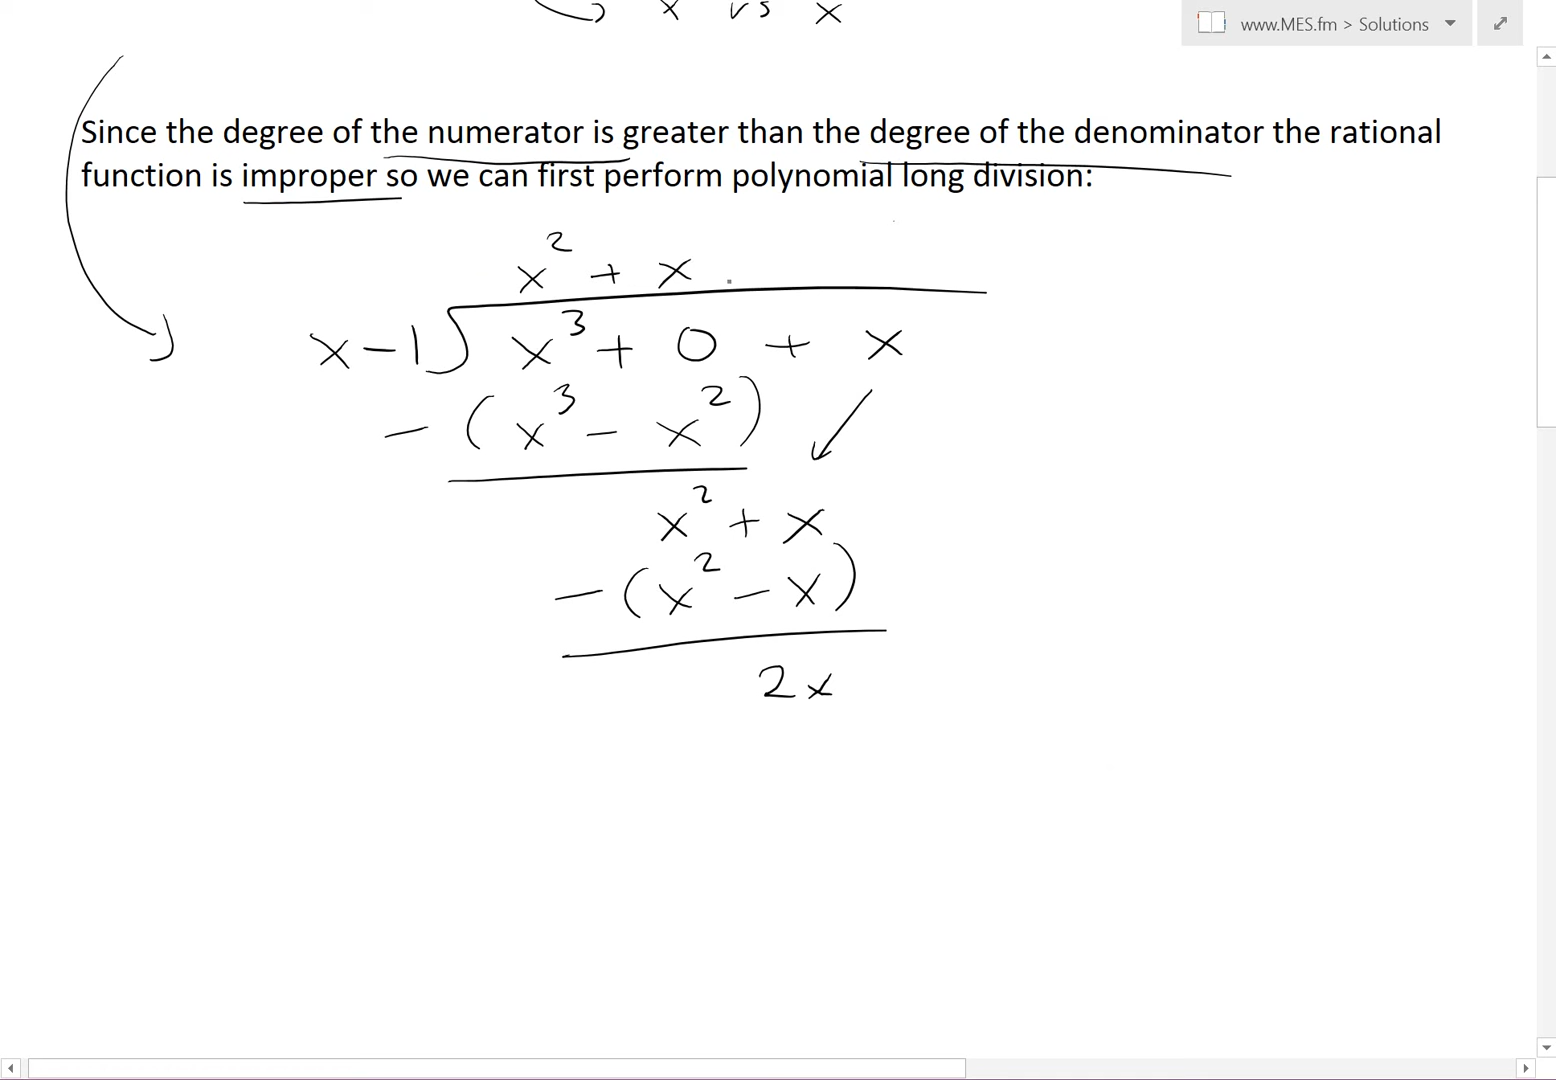 x vs x
www.MES.fm > Solutions
Since the degree of the numerator is greater than the degree of the denominator the rational
function is improper so we can first perform polynomial long division:
x² + x
x - 1 x³ + 0 + x
- (x³ - x²)
x² + x
- (x² - x)
2x